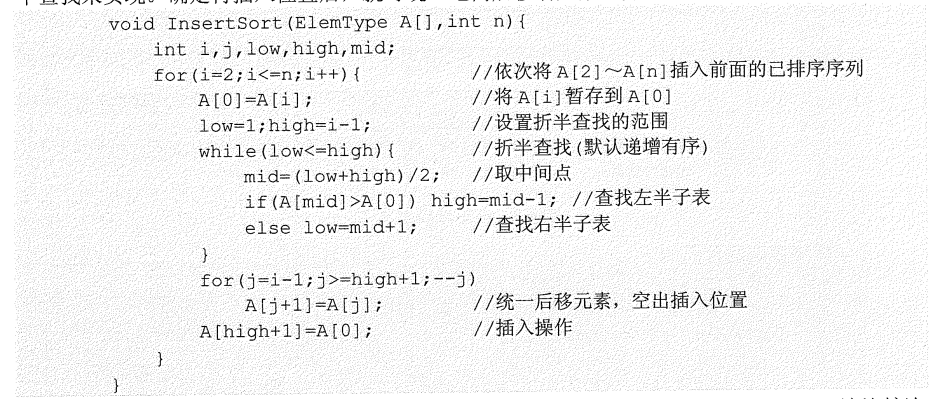 void InsertSort(ElemType A[],int n){
int i,j,low,high,mid;
for(i=2;i<=n;i++){ //依次将A[2]～A[n]插入前面的已排序序列
A[0]=A[i]; //将A[i]暂存到A[0]
low=1;high=i-1; //设置折半查找的范围
while(low<=high){ //折半查找(默认递增有序)
mid=(low+high)/2; //取中间点
if(A[mid]>A[0]) high=mid-1; //查找左半子表
else low=mid+1; //查找右半子表
}
for(j=i-1;j>=high+1;--j)
A[j+1]=A[j]; //统一后移元素，空出插入位置
A[high+1]=A[0]; //插入操作
}
}